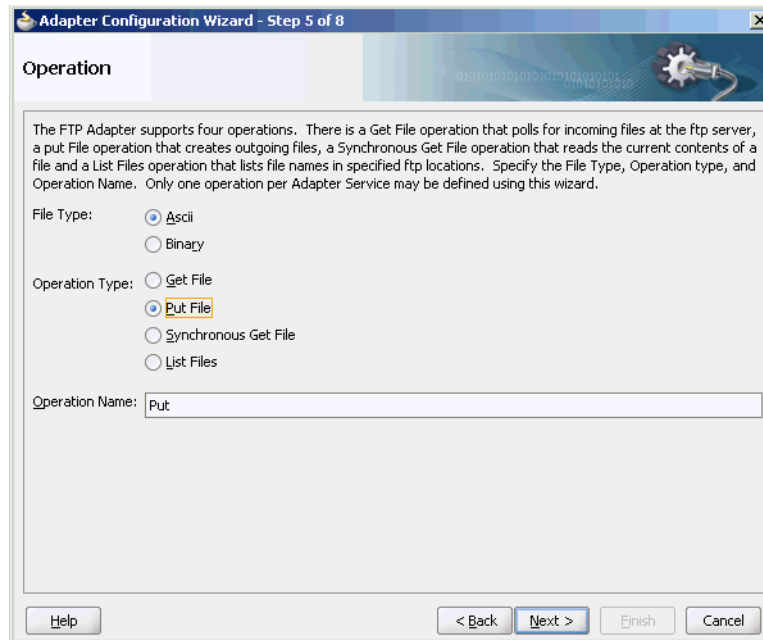 Adapter Configuration Wizard - Step 5 of 8
Operation
The FTP Adapter supports four operations. There is a Get File operation that polls for incoming files at the ftp server,
a put File operation that creates outgoing files, a Synchronous Get File operation that reads the current contents of a
file and a List Files operation that lists file names in specified ftp locations. Specify the File Type, Operation type, and
Operation Name. Only one operation per Adapter Service may be defined using this wizard.
File Type: Ascii
Binary
Operation Type: Get File
Put File
Synchronous Get File
List Files
Operation Name: Put
Help < Back Next > Finish Cancel